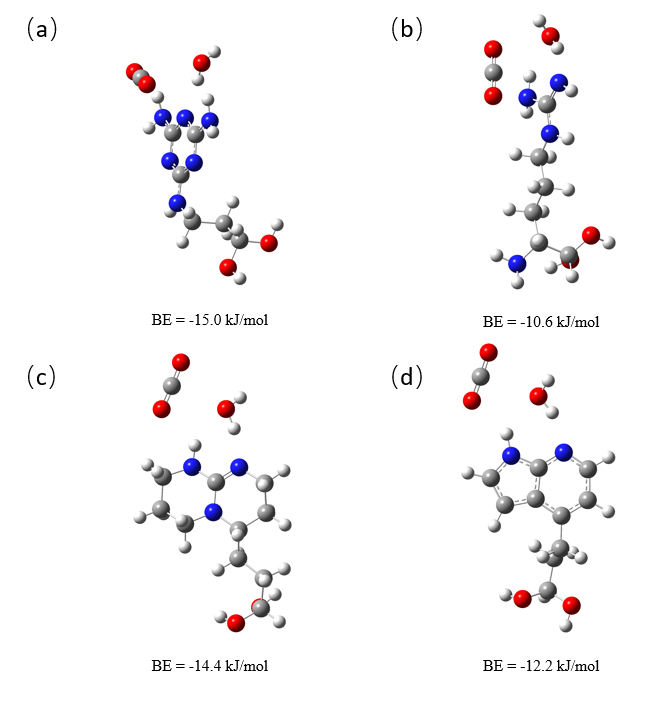 (a)
(b)
BE = -15.0 kJ/mol
BE = -10.6 kJ/mol
(c)
(d)
BE = -14.4 kJ/mol
BE = -12.2 kJ/mol